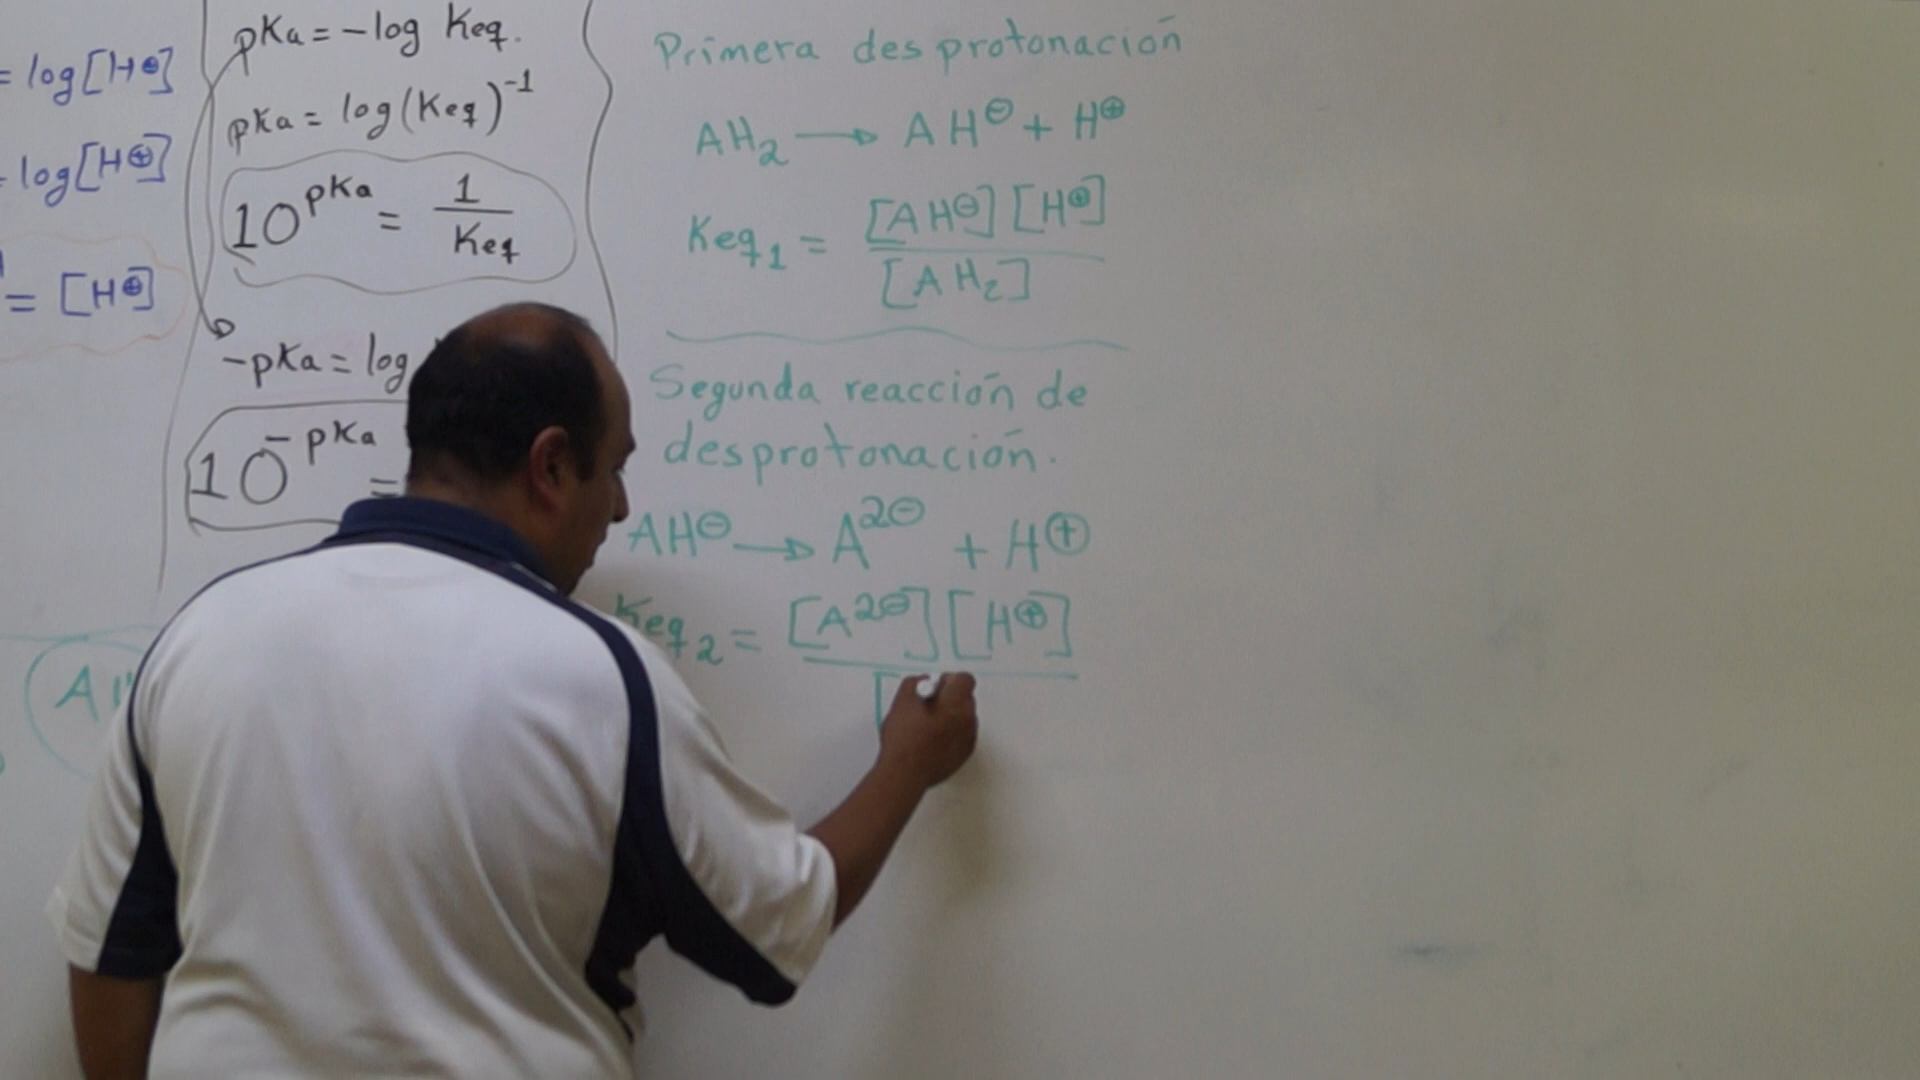 = log[H⊕]
log[H⊕]
= [H⊕]
pKa = -log Keq.
pKa = log(Keq)⁻¹
10^pKa = 1/Keq
-pKa = log
10^-pKa =
Primera desprotonación
AH₂ → AH⊖ + H⊕
Keq₁ = [AH⊖][H⊕]
[AH₂]
Segunda reacción de
desprotonación.
AH⊖ → A²⊖ + H⊕
Keq₂ = [A²⊖][H⊕]
[